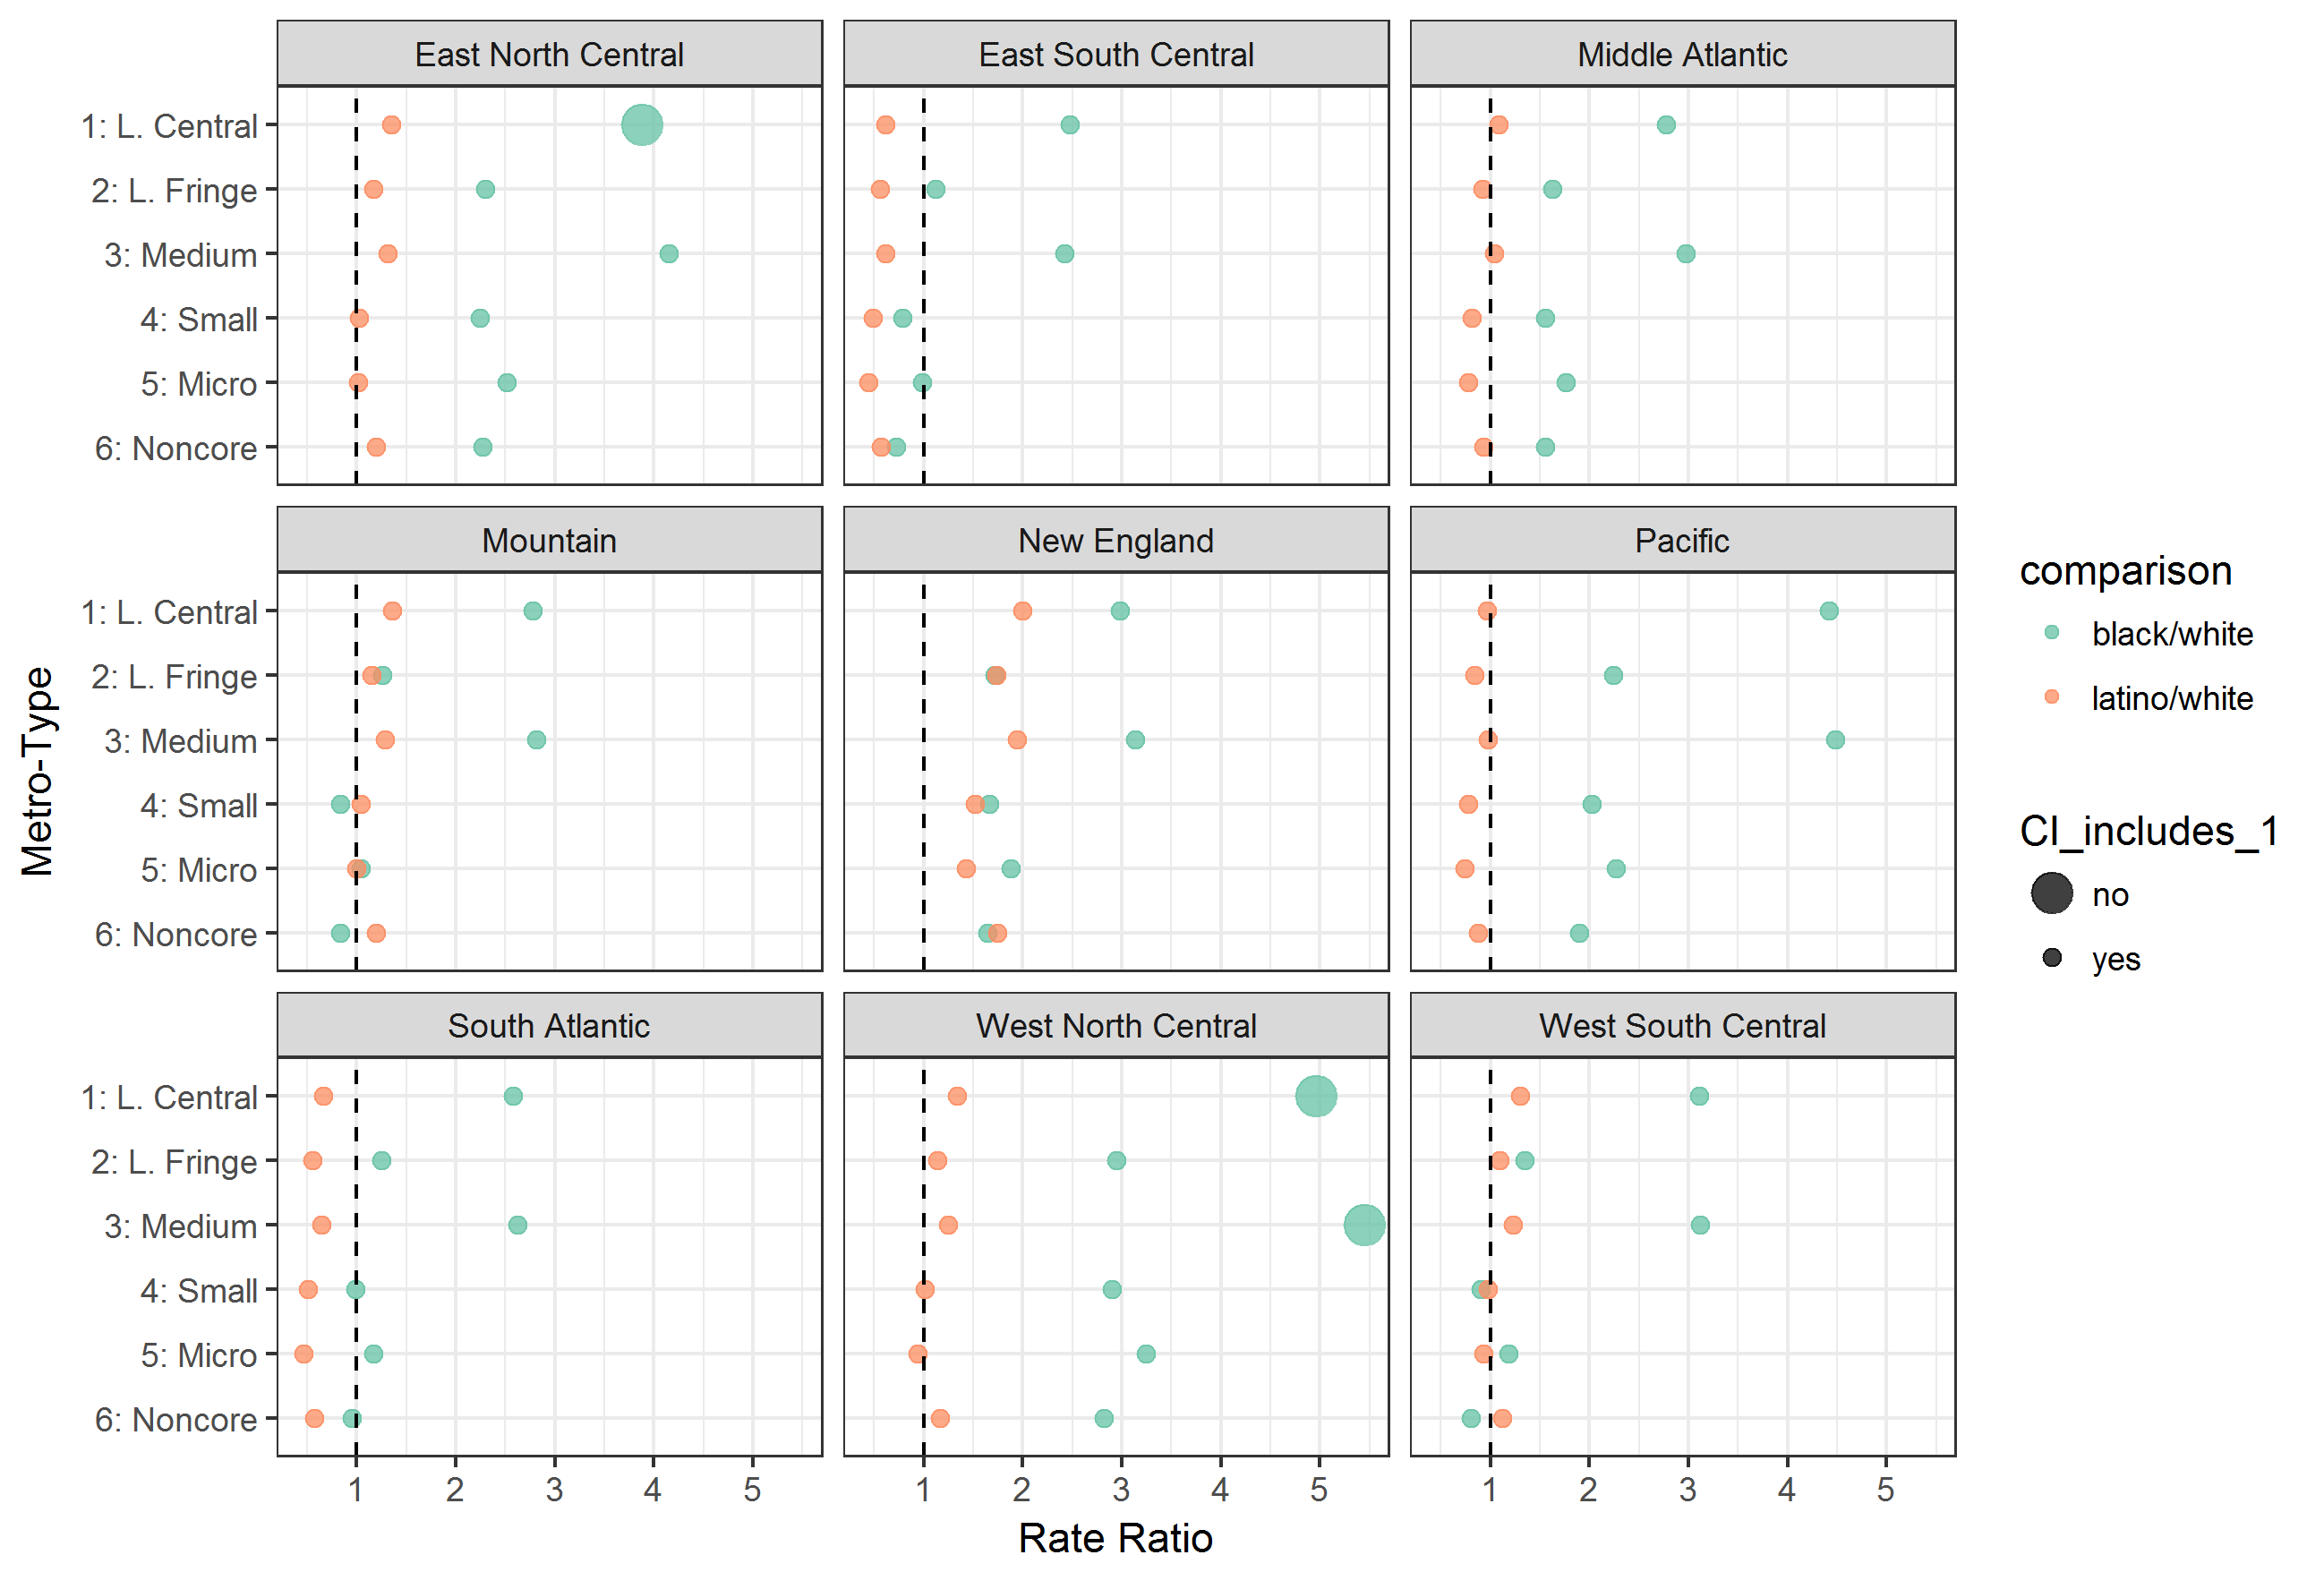 East North Central
East South Central
Middle Atlantic
1: L. Central
2: L. Fringe
3: Medium
4: Small
5: Micro
6: Noncore
Mountain
New England
Pacific
1: L. Central
2: L. Fringe
3: Medium
4: Small
5: Micro
6: Noncore
South Atlantic
West North Central
West South Central
1: L. Central
2: L. Fringe
3: Medium
4: Small
5: Micro
6: Noncore
1 2 3 4 5
1 2 3 4 5
1 2 3 4 5
Rate Ratio
Metro-Type
comparison
black/white
latino/white
CI_includes_1
no
yes